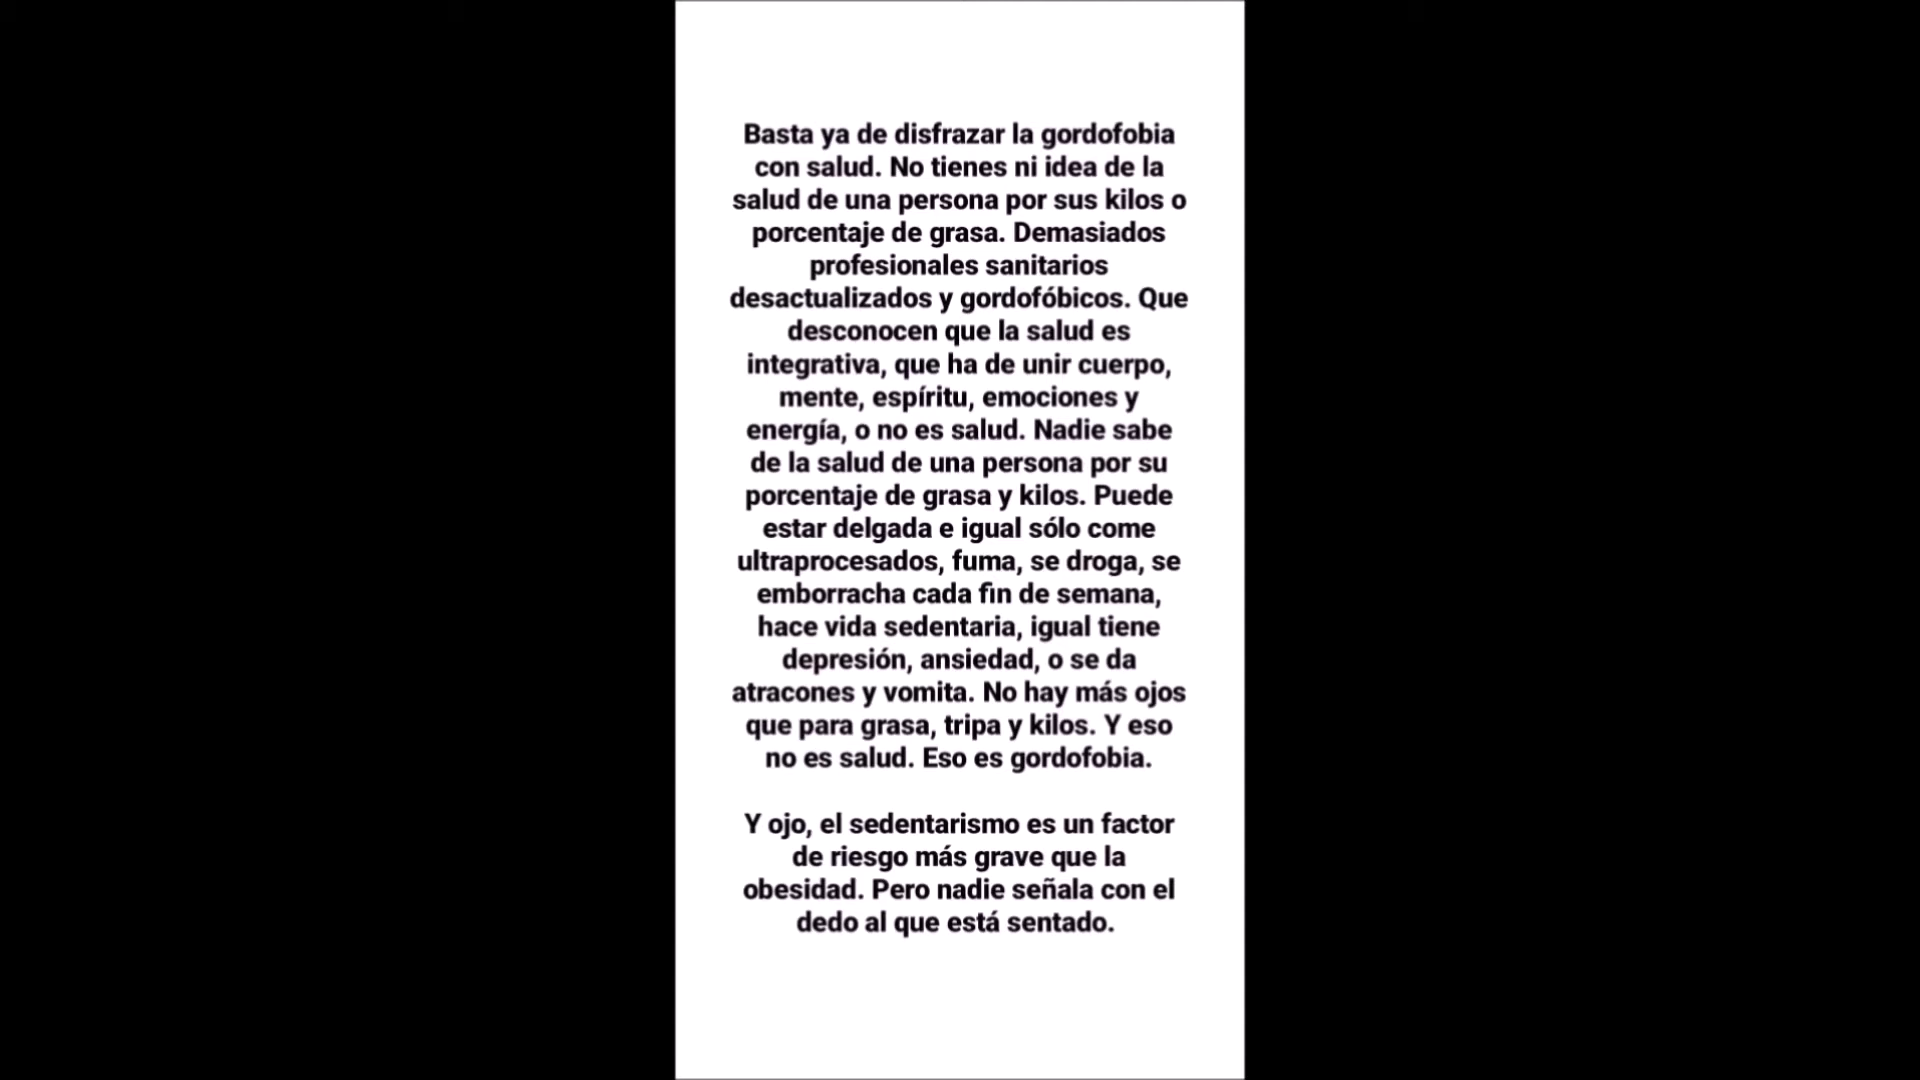 Basta ya de disfrazar la gordofobia
con salud. No tienes ni idea de la
salud de una persona por sus kilos o
porcentaje de grasa. Demasiados
profesionales sanitarios
desactualizados y gordofóbicos. Que
desconocen que la salud es
integrativa, que ha de unir cuerpo,
mente, espíritu, emociones y
energía, o no es salud. Nadie sabe
de la salud de una persona por su
porcentaje de grasa y kilos. Puede
estar delgada e igual sólo come
ultraprocesados, fuma, se droga, se
emborracha cada fin de semana,
hace vida sedentaria, igual tiene
depresión, ansiedad, o se da
atracones y vomita. No hay más ojos
que para grasa, tripa y kilos. Y eso
no es salud. Eso es gordofobia.
Y ojo, el sedentarismo es un factor
de riesgo más grave que la
obesidad. Pero nadie señala con el
dedo al que está sentado.